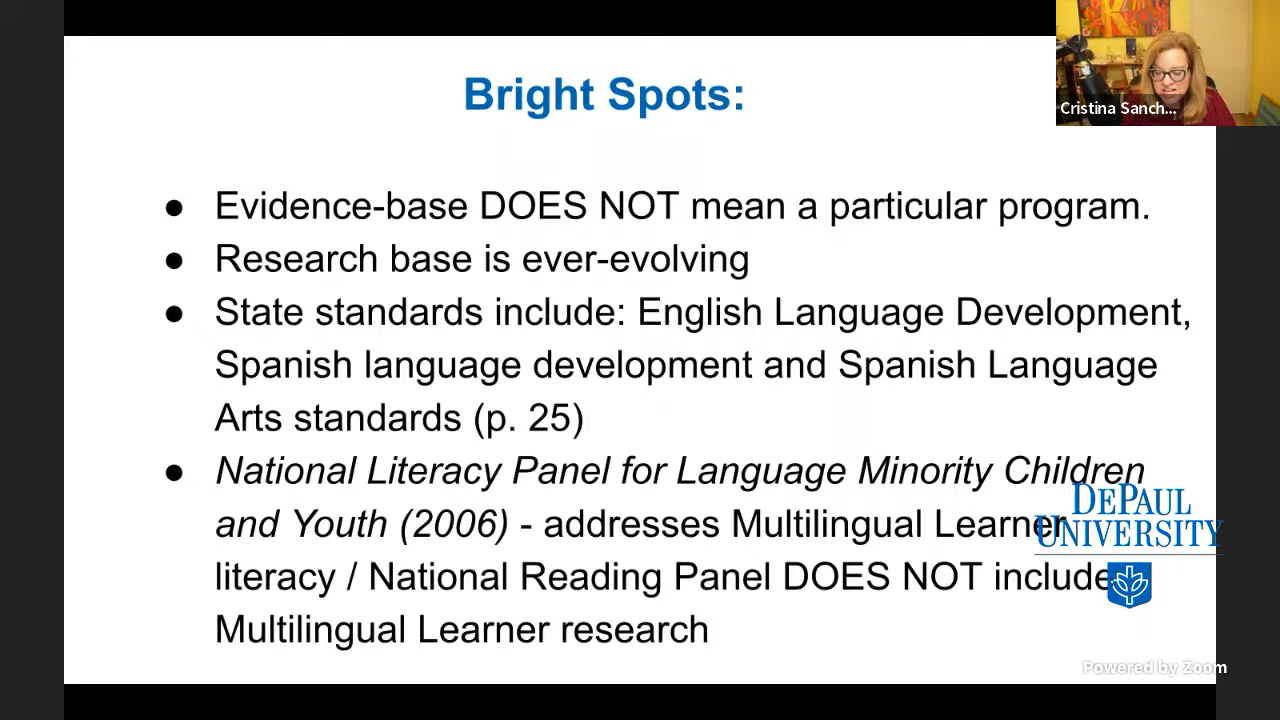 Bright Spots:
Cristina Sanch...
● Evidence-base DOES NOT mean a particular program.
● Research base is ever-evolving
● State standards include: English Language Development,
Spanish language development and Spanish Language
Arts standards (p. 25)
● National Literacy Panel for Language Minority Children
and Youth (2006) - addresses Multilingual Learner
literacy / National Reading Panel DOES NOT include
Multilingual Learner research
DEPAUL
UNIVERSITY
Powered by Zoom